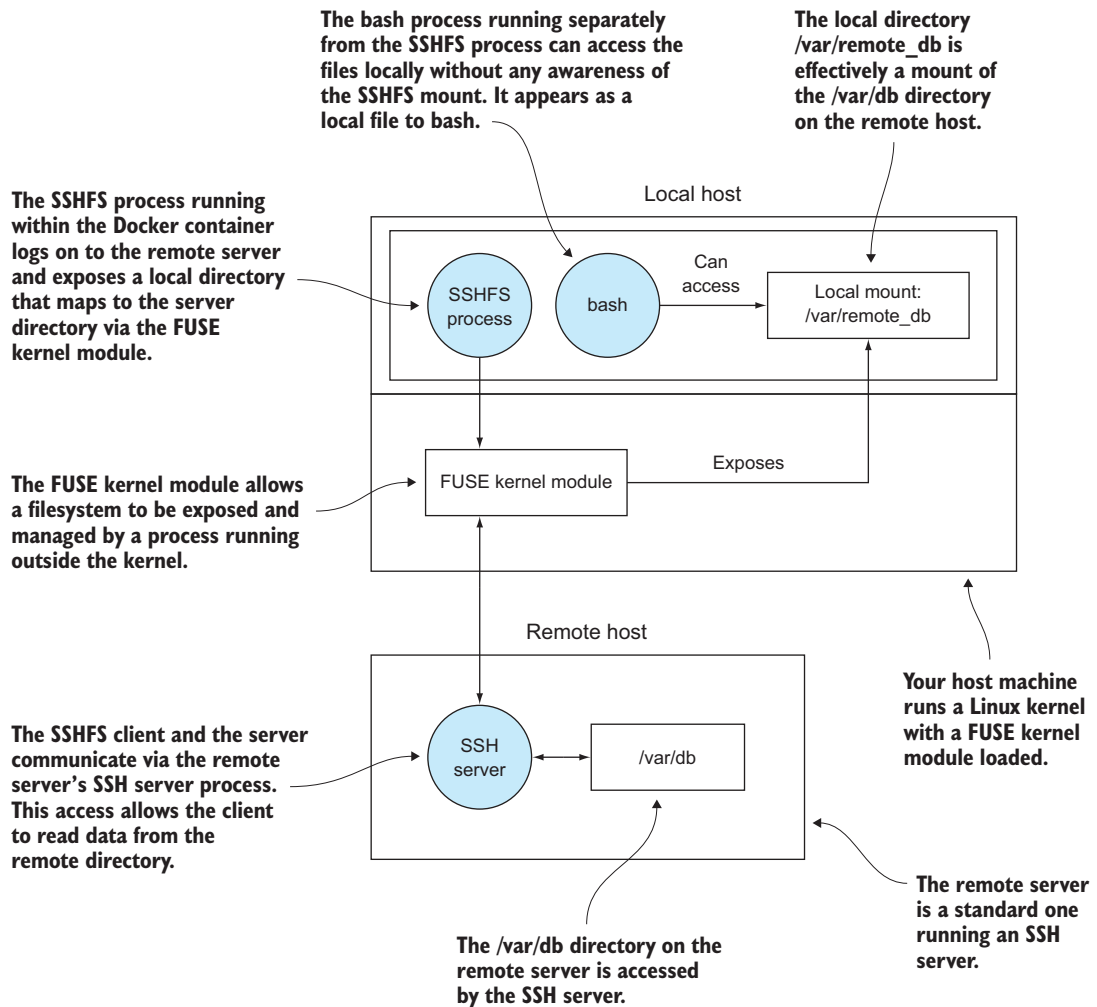 The bash process running separately
from the SSHFS process can access the
files locally without any awareness of
the SSHFS mount. It appears as a
local file to bash.
The local directory
/var/remote_db is
effectively a mount of
the /var/db directory
on the remote host.
The SSHFS process running
within the Docker container
logs on to the remote server
and exposes a local directory
that maps to the server
directory via the FUSE
kernel module.
Local host
SSHFS
process
bash
Can
access
Local mount:
/var/remote_db
The FUSE kernel module allows
a filesystem to be exposed and
managed by a process running
outside the kernel.
FUSE kernel module
Exposes
Remote host
Your host machine
runs a Linux kernel
with a FUSE kernel
module loaded.
The SSHFS client and the server
communicate via the remote
server's SSH server process.
This access allows the client
to read data from the
remote directory.
SSH
server
/var/db
The remote server
is a standard one
running an SSH
server.
The /var/db directory on the
remote server is accessed
by the SSH server.